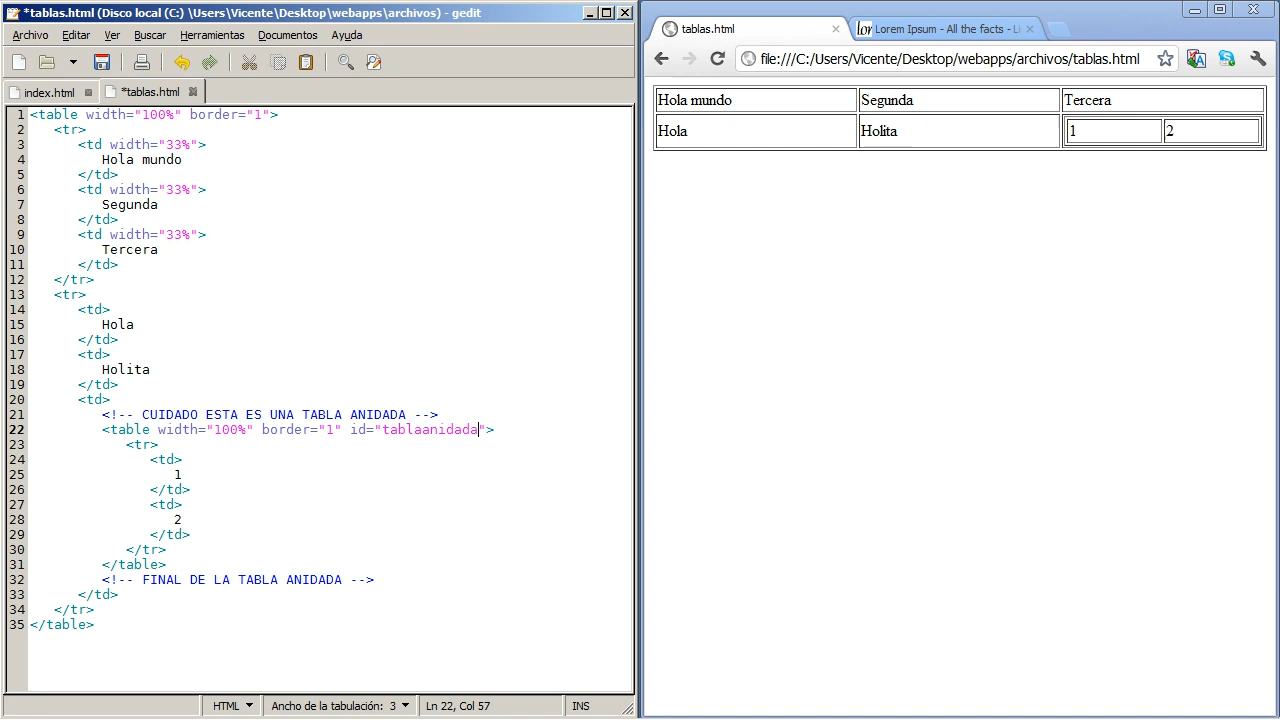 *tablas.html (Disco local (C:) \Users\Vicente\Desktop\webapps\archivos) - gedit
Archivo Editar Ver Buscar Herramientas Documentos Ayuda
index.html *tablas.html
1 <table width="100%" border="1">
2 <tr>
3 <td width="33%">
4 Hola mundo
5 </td>
6 <td width="33%">
7 Segunda
8 </td>
9 <td width="33%">
10 Tercera
11 </td>
12 </tr>
13 <tr>
14 <td>
15 Hola
16 </td>
17 <td>
18 Holita
19 </td>
20 <td>
21 <!-- CUIDADO ESTA ES UNA TABLA ANIDADA -->
22 <table width="100%" border="1" id="tablaanidada">
23 <tr>
24 <td>
25 1
26 </td>
27 <td>
28 2
29 </td>
30 </tr>
31 </table>
32 <!-- FINAL DE LA TABLA ANIDADA -->
33 </td>
34 </tr>
35 </table>
HTML Ancho de la tabulación: 3 Ln 22, Col 57 INS
tablas.html lor Lorem Ipsum - All the facts - Li
file:///C:/Users/Vicente/Desktop/webapps/archivos/tablas.html
Hola mundo Segunda Tercera
Hola Holita 1 2